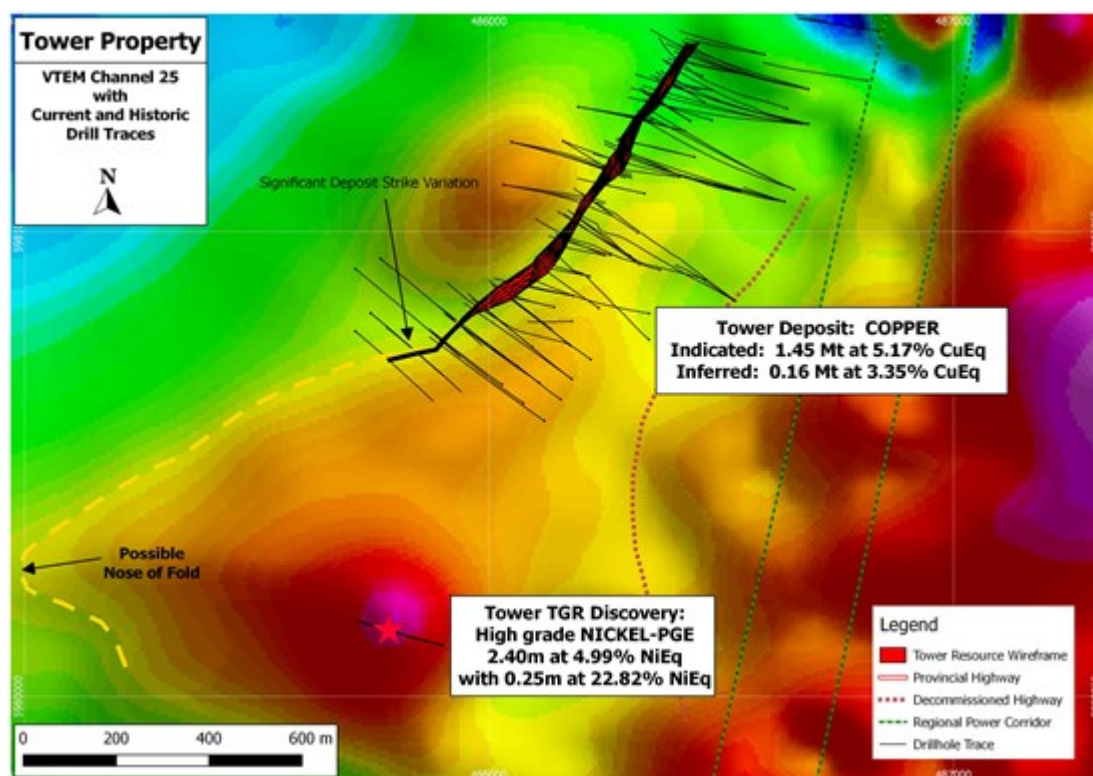 486000
487000
Tower Property
VTEM Channel 25
with
Current and Historic
Drill Traces
N
Significant Deposit Strike Variation
Tower Deposit: COPPER
Indicated: 1.45 Mt at 5.17% CuEq
Inferred: 0.16 Mt at 3.35% CuEq
Possible
Nose of Fold
Tower TGR Discovery:
High grade NICKEL-PGE
2.40m at 4.99% NiEq
with 0.25m at 22.82% NiEq
Legend
Tower Resource Wireframe
Provincial Highway
Decommissioned Highway
Regional Power Corridor
Drillhole Trace
5980000
0 200 400 600 m
486000
487000